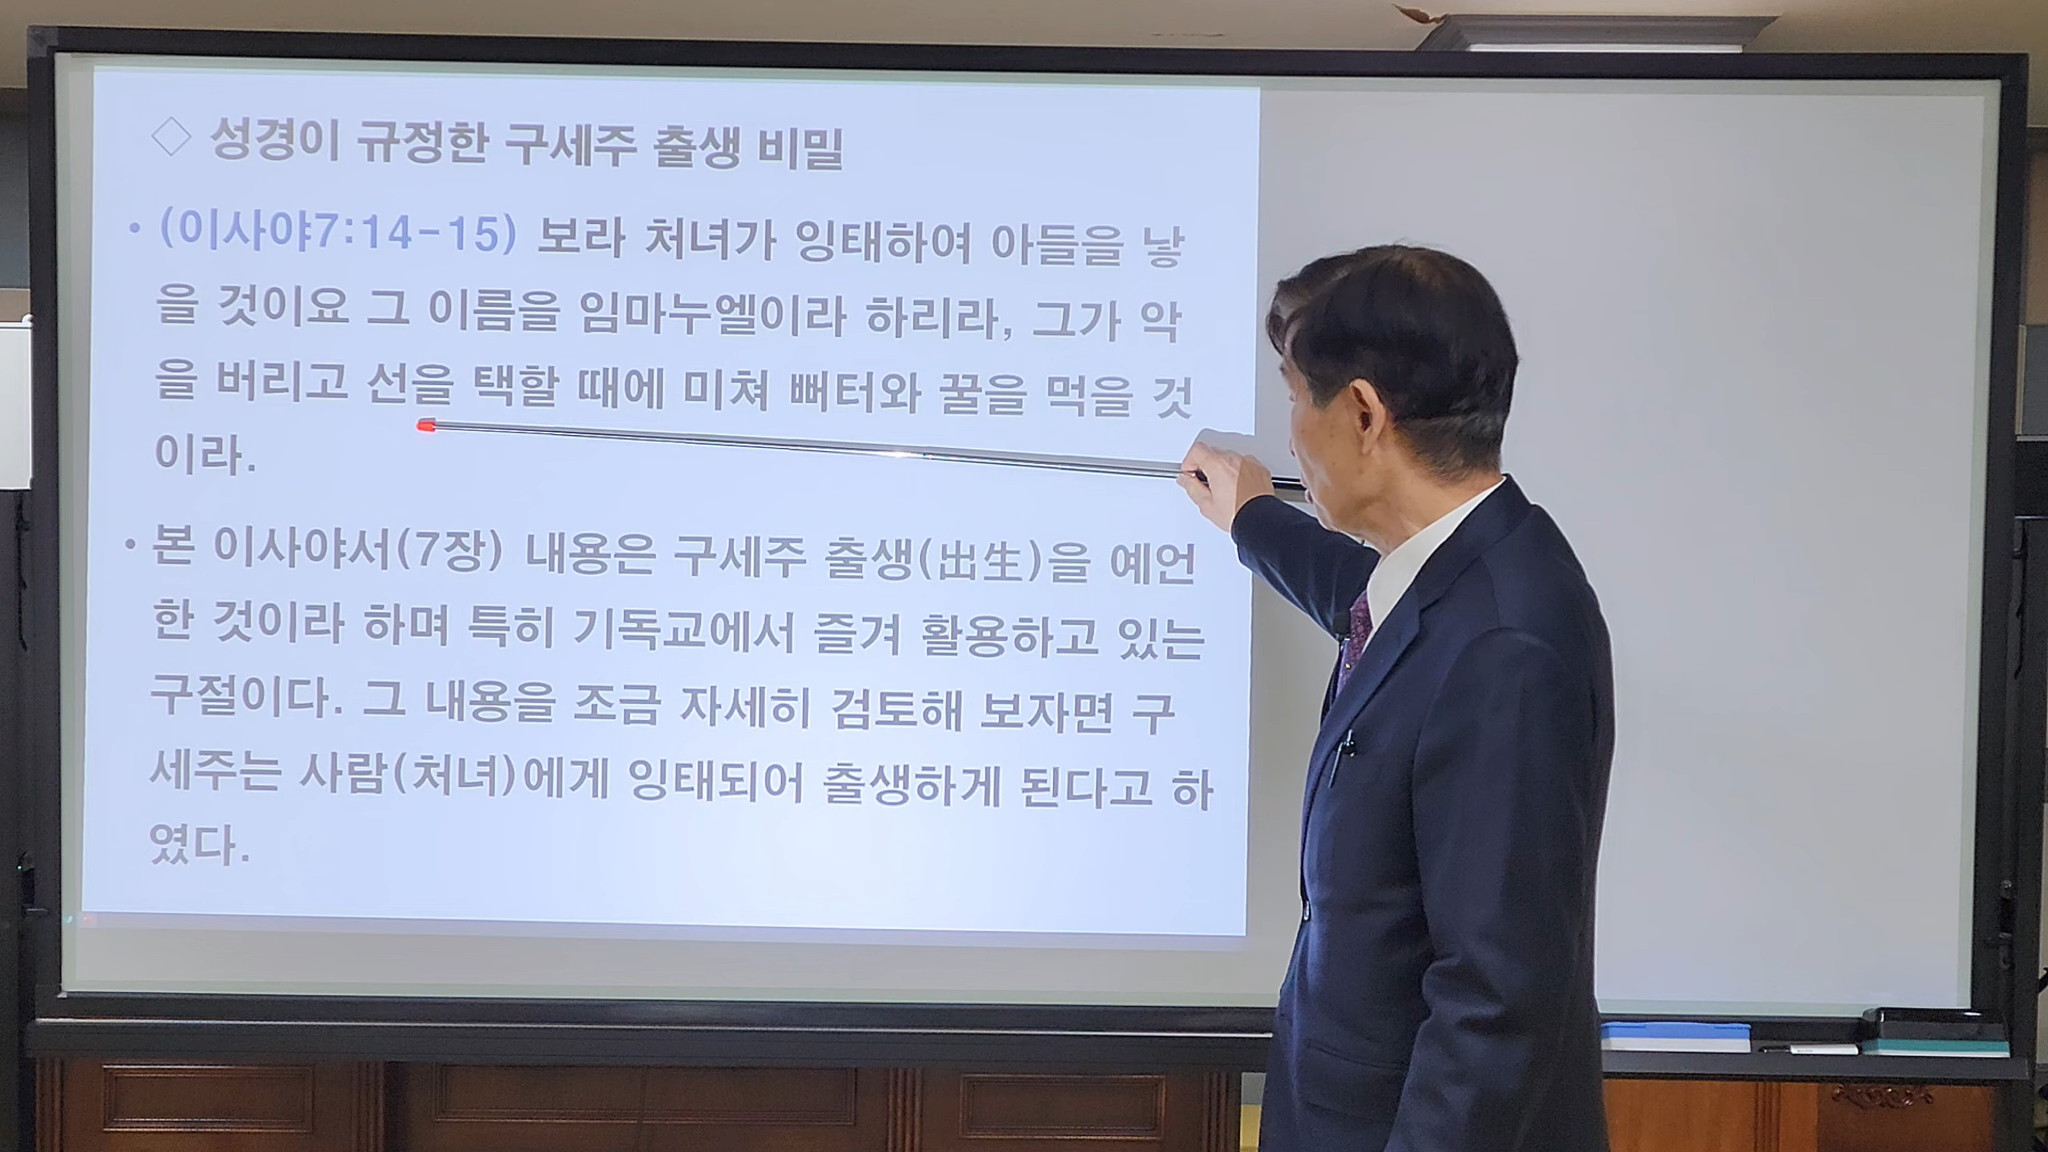 ◇ 성경이 규정한 구세주 출생 비밀
• (이사야7:14-15) 보라 처녀가 잉태하여 아들을 낳
을 것이요 그 이름을 임마누엘이라 하리라, 그가 악
을 버리고 선을 택할 때에 미쳐 뻐터와 꿀을 먹을 것
이라.
• 본 이사야서(7장) 내용은 구세주 출생(出生)을 예언
한 것이라 하며 특히 기독교에서 즐겨 활용하고 있는
구절이다. 그 내용을 조금 자세히 검토해 보자면 구
세주는 사람(처녀)에게 잉태되어 출생하게 된다고 하
였다.